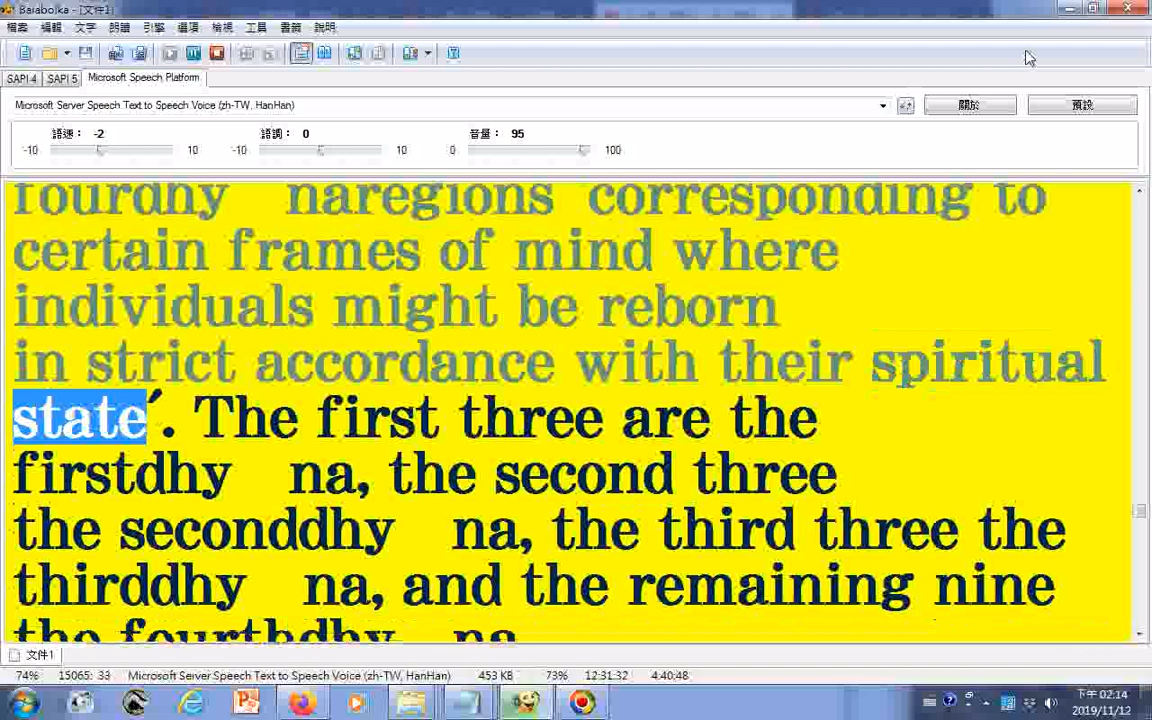 Balabolka - [文件1]
檔案 編輯 文字 朗讀 引擎 選項 檢視 工具 書籤 說明
SAPI 4 SAPI 5 Microsoft Speech Platform
Microsoft Server Speech Text to Speech Voice (zh-TW, HanHan) 關於 預設
語速： -2 語調： 0 音量： 95
-10 10 -10 10 0 100
fourdhy naregions corresponding to
certain frames of mind where
individuals might be reborn
in strict accordance with their spiritual
state′. The first three are the
firstdhy na, the second three
the seconddhy na, the third three the
thirddhy na, and the remaining nine
the fourthdhy na
文件1
74% 15065: 33 Microsoft Server Speech Text to Speech Voice (zh-TW, HanHan) 453 KB 73% 12:31:32 4:40:48
下午 02:14
2019/11/12